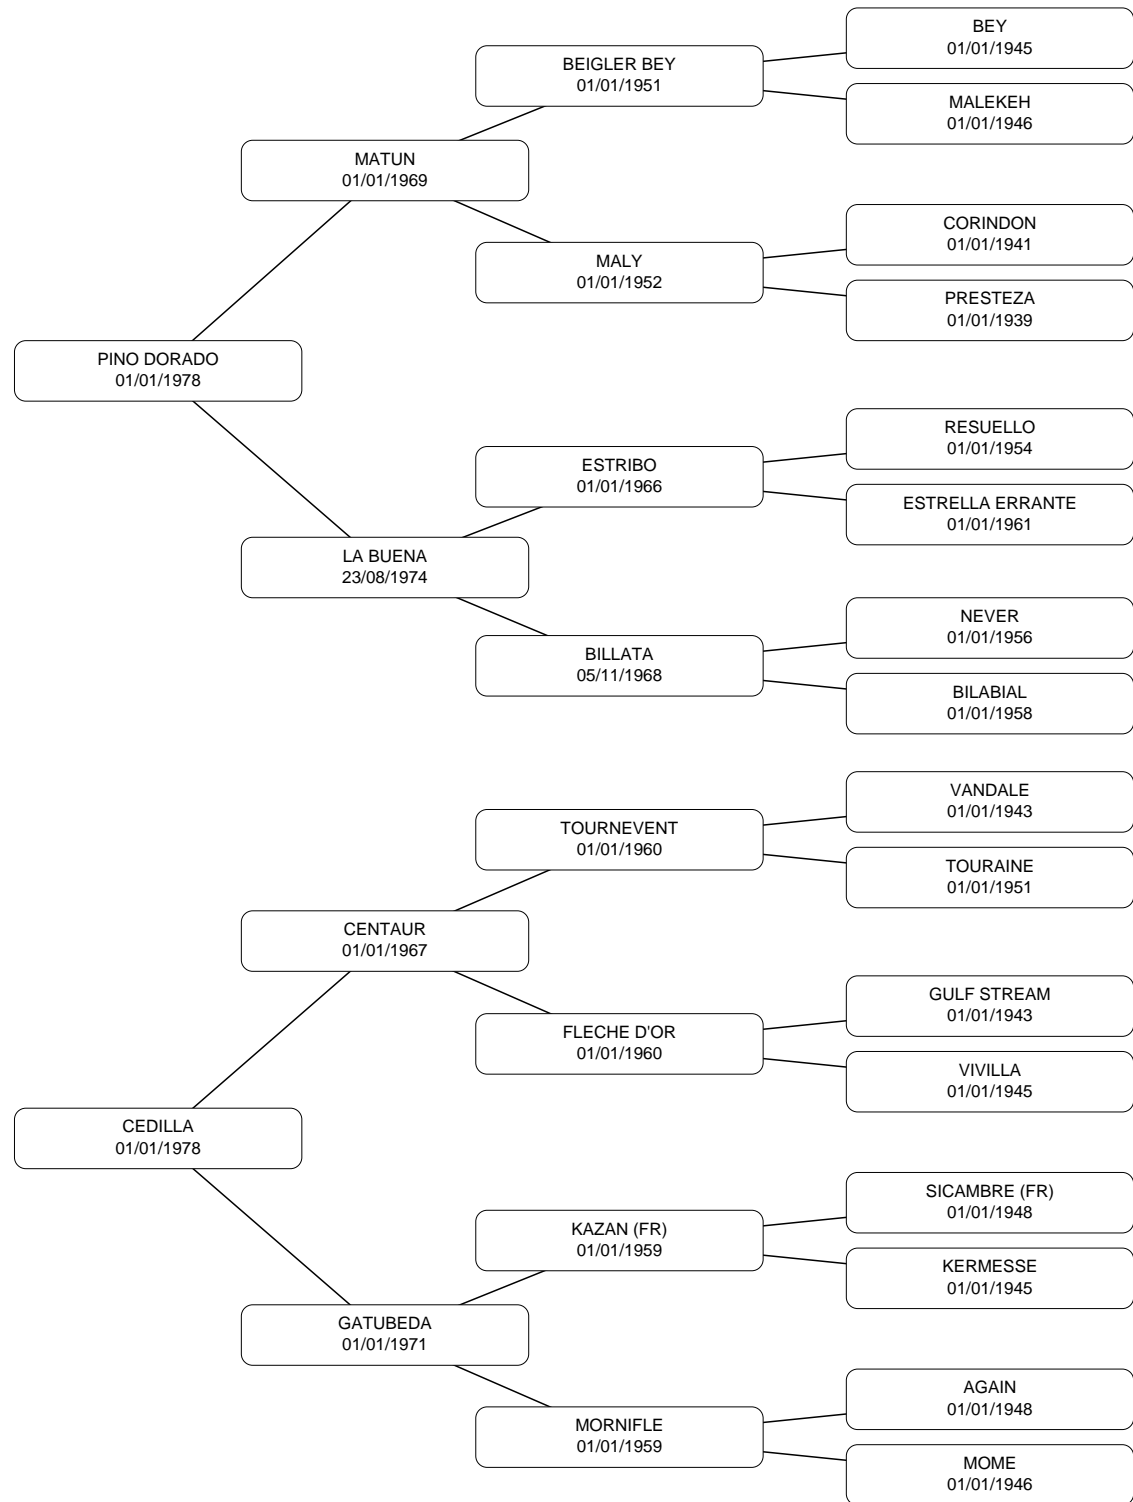 BEY
01/01/1945
BEIGLER BEY
01/01/1951
MALEKEH
01/01/1946
MATUN
01/01/1969
CORINDON
01/01/1941
MALY
01/01/1952
PRESTEZA
01/01/1939
PINO DORADO
01/01/1978
RESUELLO
01/01/1954
ESTRIBO
01/01/1966
ESTRELLA ERRANTE
01/01/1961
LA BUENA
23/08/1974
NEVER
01/01/1956
BILLATA
05/11/1968
BILABIAL
01/01/1958
VANDALE
01/01/1943
TOURNEVENT
01/01/1960
TOURAINE
01/01/1951
CENTAUR
01/01/1967
GULF STREAM
01/01/1943
FLECHE D'OR
01/01/1960
VIVILLA
01/01/1945
CEDILLA
01/01/1978
SICAMBRE (FR)
01/01/1948
KAZAN (FR)
01/01/1959
KERMESSE
01/01/1945
GATUBEDA
01/01/1971
AGAIN
01/01/1948
MORNIFLE
01/01/1959
MOME
01/01/1946